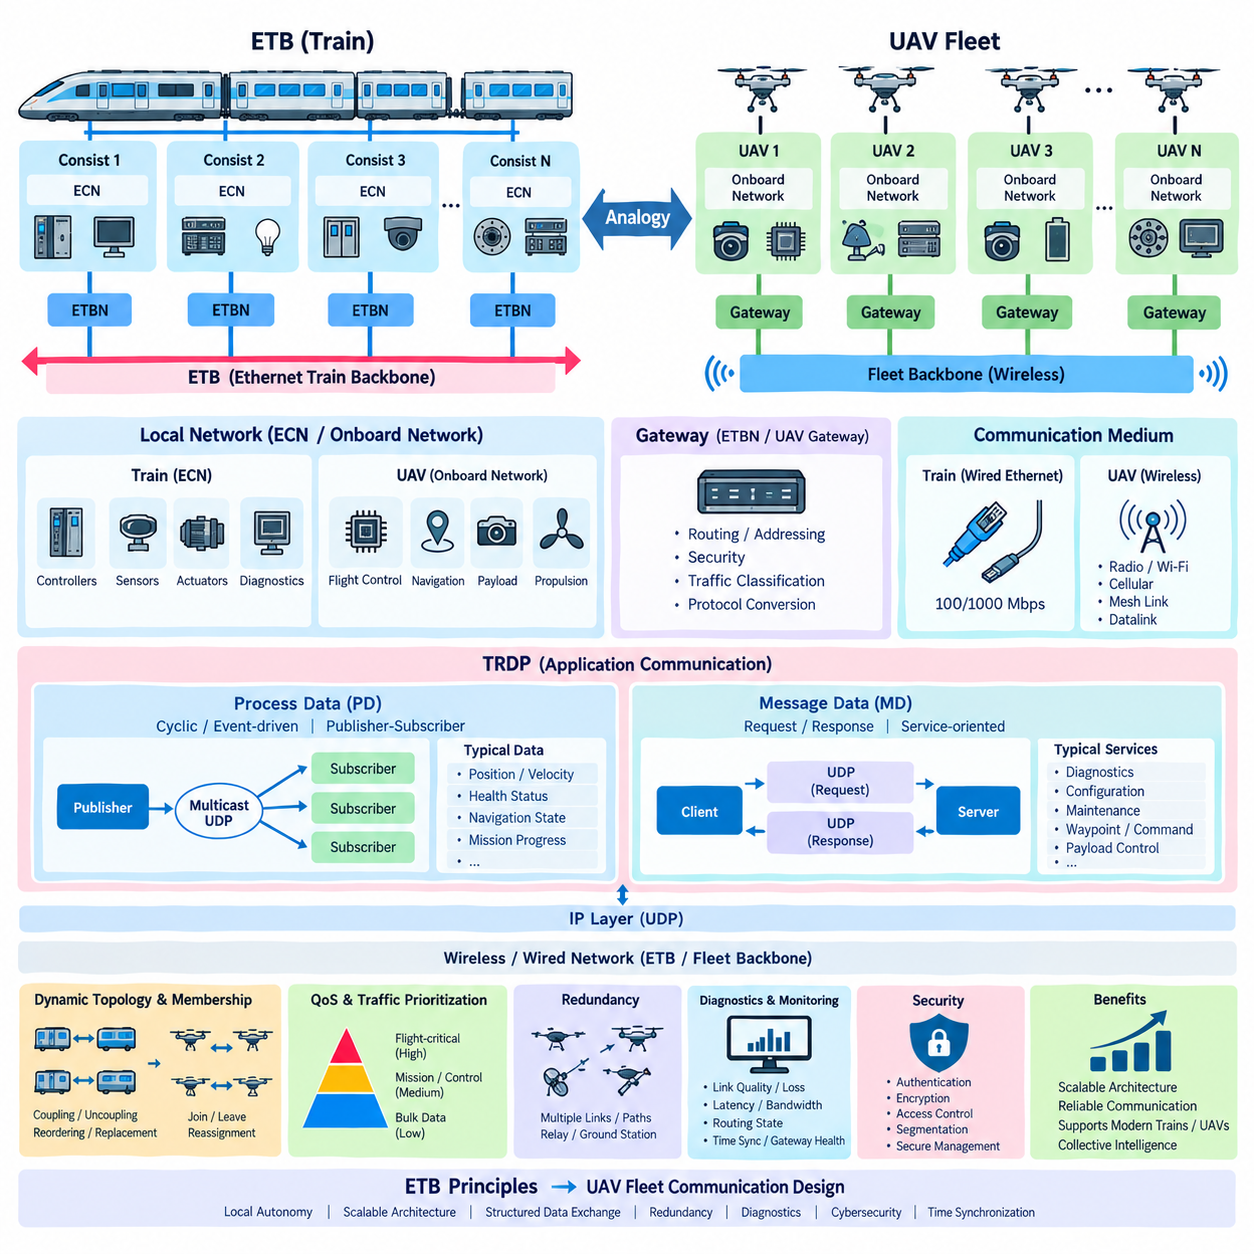 ETB (Train)
UAV Fleet
Consist 1
ECN
Consist 2
ECN
Consist 3
ECN
...
Consist N
ECN
Analogy
UAV 1
Onboard
Network
UAV 2
Onboard
Network
UAV 3
Onboard
Network
...
UAV N
Onboard
Network
ETBN
ETBN
ETBN
ETBN
Gateway
Gateway
Gateway
Gateway
ETB (Ethernet Train Backbone)
Fleet Backbone (Wireless)
Local Network (ECN / Onboard Network)
Train (ECN)
Controllers
Sensors
Actuators
Diagnostics
UAV (Onboard Network)
Flight Control
Navigation
Payload
Propulsion
Gateway (ETBN / UAV Gateway)
• Routing / Addressing
• Security
• Traffic Classification
• Protocol Conversion
Communication Medium
Train (Wired Ethernet)
100/1000 Mbps
UAV (Wireless)
• Radio / Wi-Fi
• Cellular
• Mesh Link
• Datalink
TRDP (Application Communication)
Process Data (PD)
Cyclic / Event-driven | Publisher-Subscriber
Publisher
Multicast
UDP
Subscriber
Subscriber
Subscriber
Typical Data
• Position / Velocity
• Health Status
• Navigation State
• Mission Progress
• ...
Message Data (MD)
Request / Response | Service-oriented
Client
UDP
(Request)
UDP
(Response)
Server
Typical Services
• Diagnostics
• Configuration
• Maintenance
• Waypoint / Command
• Payload Control
• ...
IP Layer (UDP)
Wireless / Wired Network (ETB / Fleet Backbone)
Dynamic Topology & Membership
Coupling / Uncoupling
Reordering / Replacement
Join / Leave
Reassignment
QoS & Traffic Prioritization
Flight-critical
(High)
Mission / Control
(Medium)
Bulk Data
(Low)
Redundancy
Multiple Links / Paths
Relay / Ground Station
Diagnostics & Monitoring
• Link Quality / Loss
• Latency / Bandwidth
• Routing State
• Time Sync / Gateway Health
Security
• Authentication
• Encryption
• Access Control
• Segmentation
• Secure Management
Benefits
Scalable Architecture
Reliable Communication
Supports Modern Trains / UAVs
Collective Intelligence
ETB Principles → UAV Fleet Communication Design
Local Autonomy | Scalable Architecture | Structured Data Exchange | Redundancy | Diagnostics | Cybersecurity | Time Synchronization